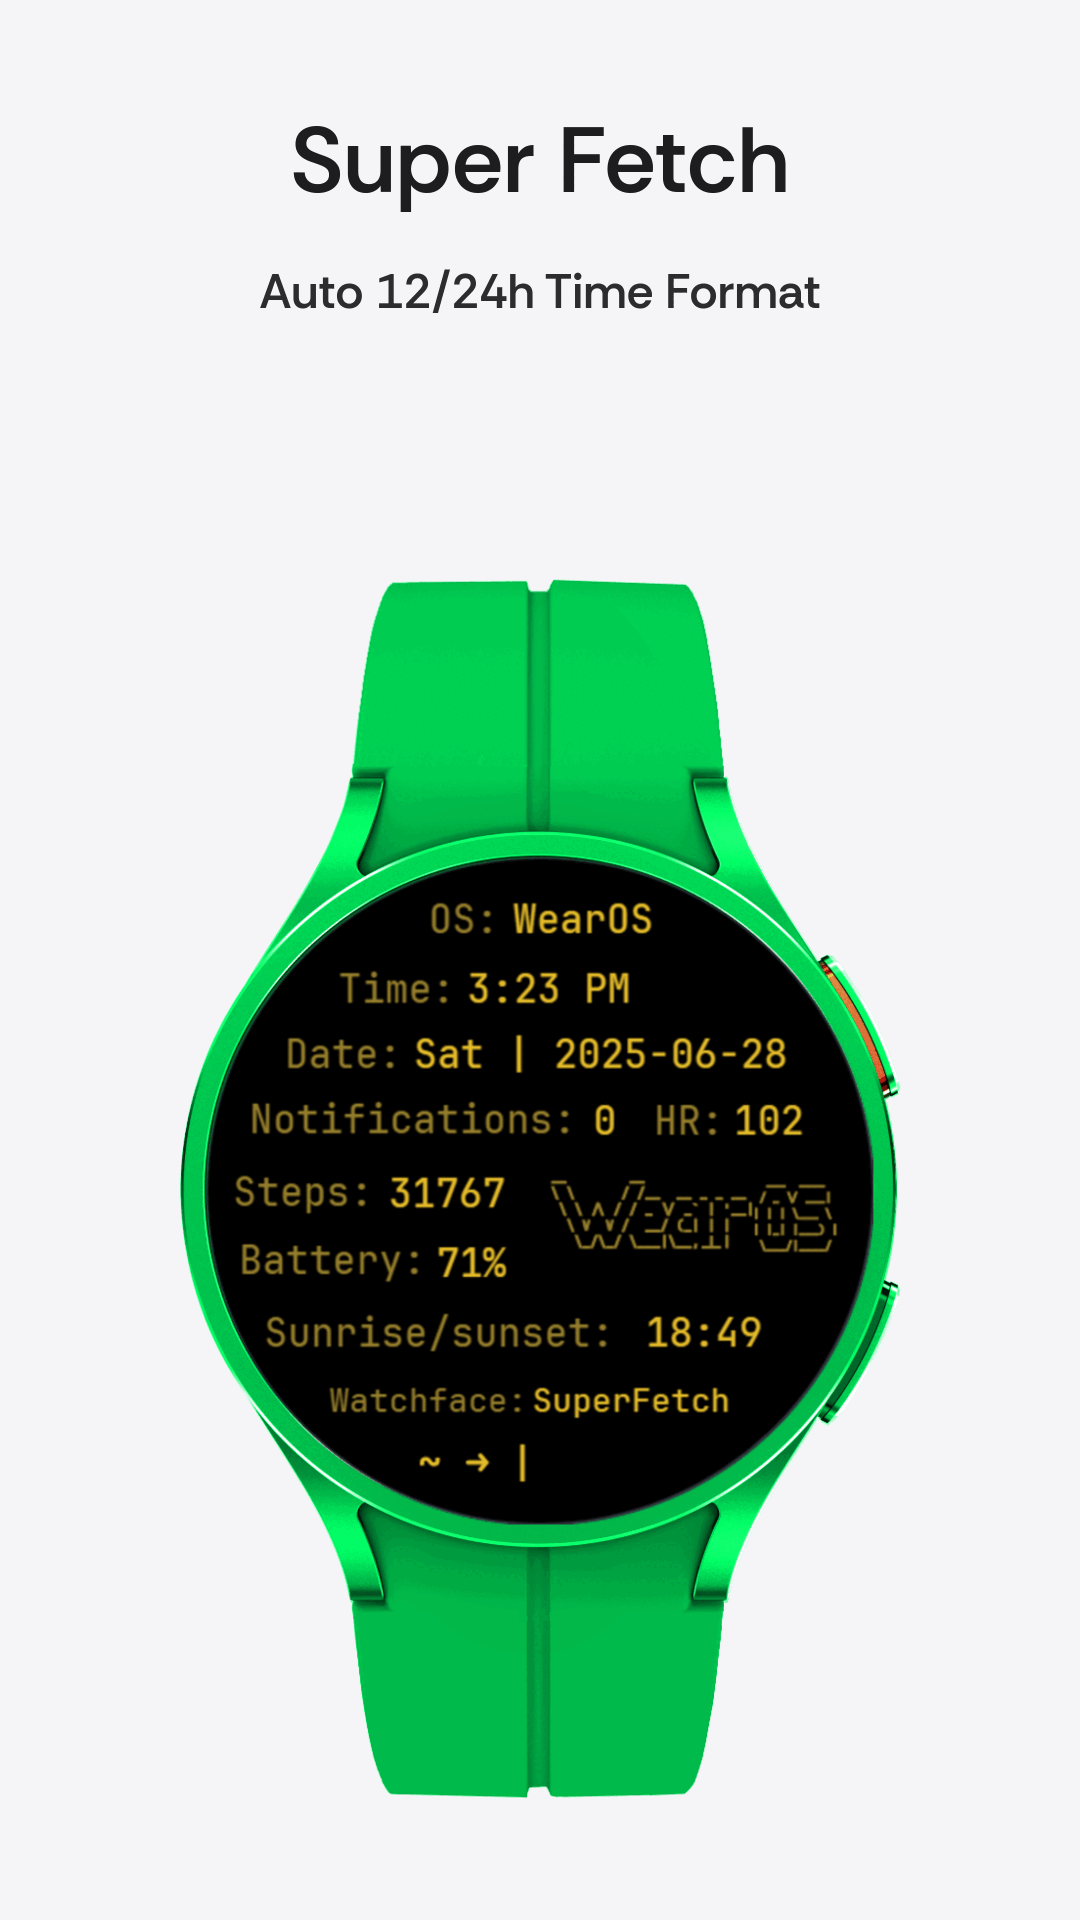 Super Fetch
Auto 12/24h Time Format
OS: WearOS
Time: 3:23 PM
Date: Sat | 2025-06-28
Notifications: 0 HR: 102
Steps: 31767
WearOS
Battery: 71%
Sunrise/sunset: 18:49
Watchface: SuperFetch
~ → |